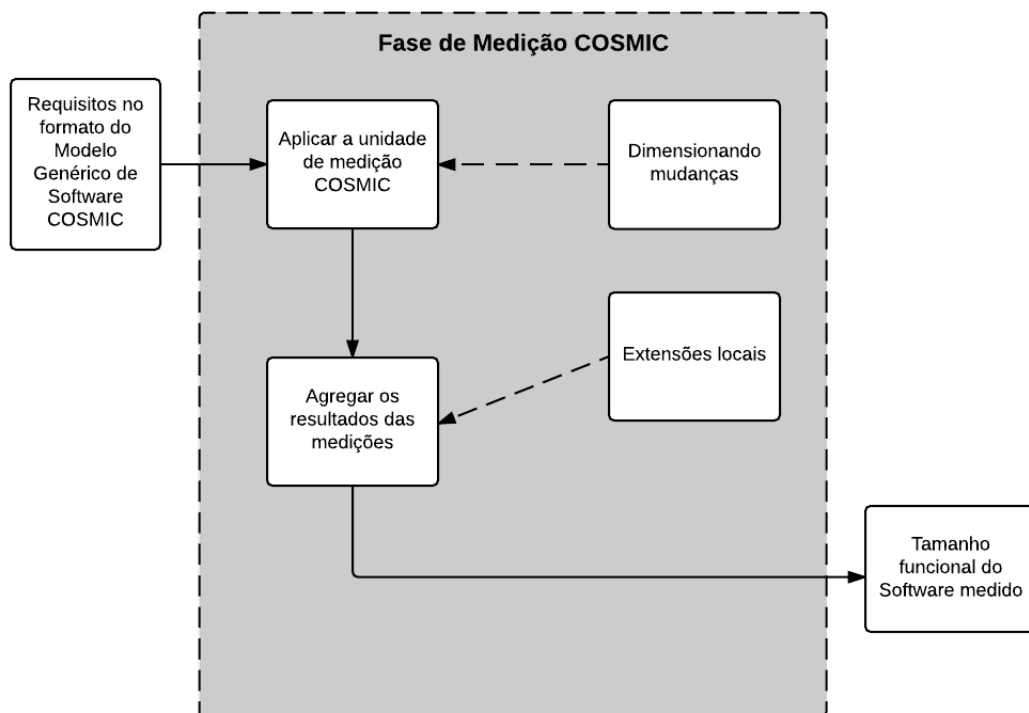 Fase de Medição COSMIC
Requisitos no
formato do
Modelo
Genérico de
Software
COSMIC
Aplicar a unidade
de medição
COSMIC
Dimensionando
mudanças
Extensões locais
Agregar os
resultados das
medições
Tamanho
funcional do
Software medido